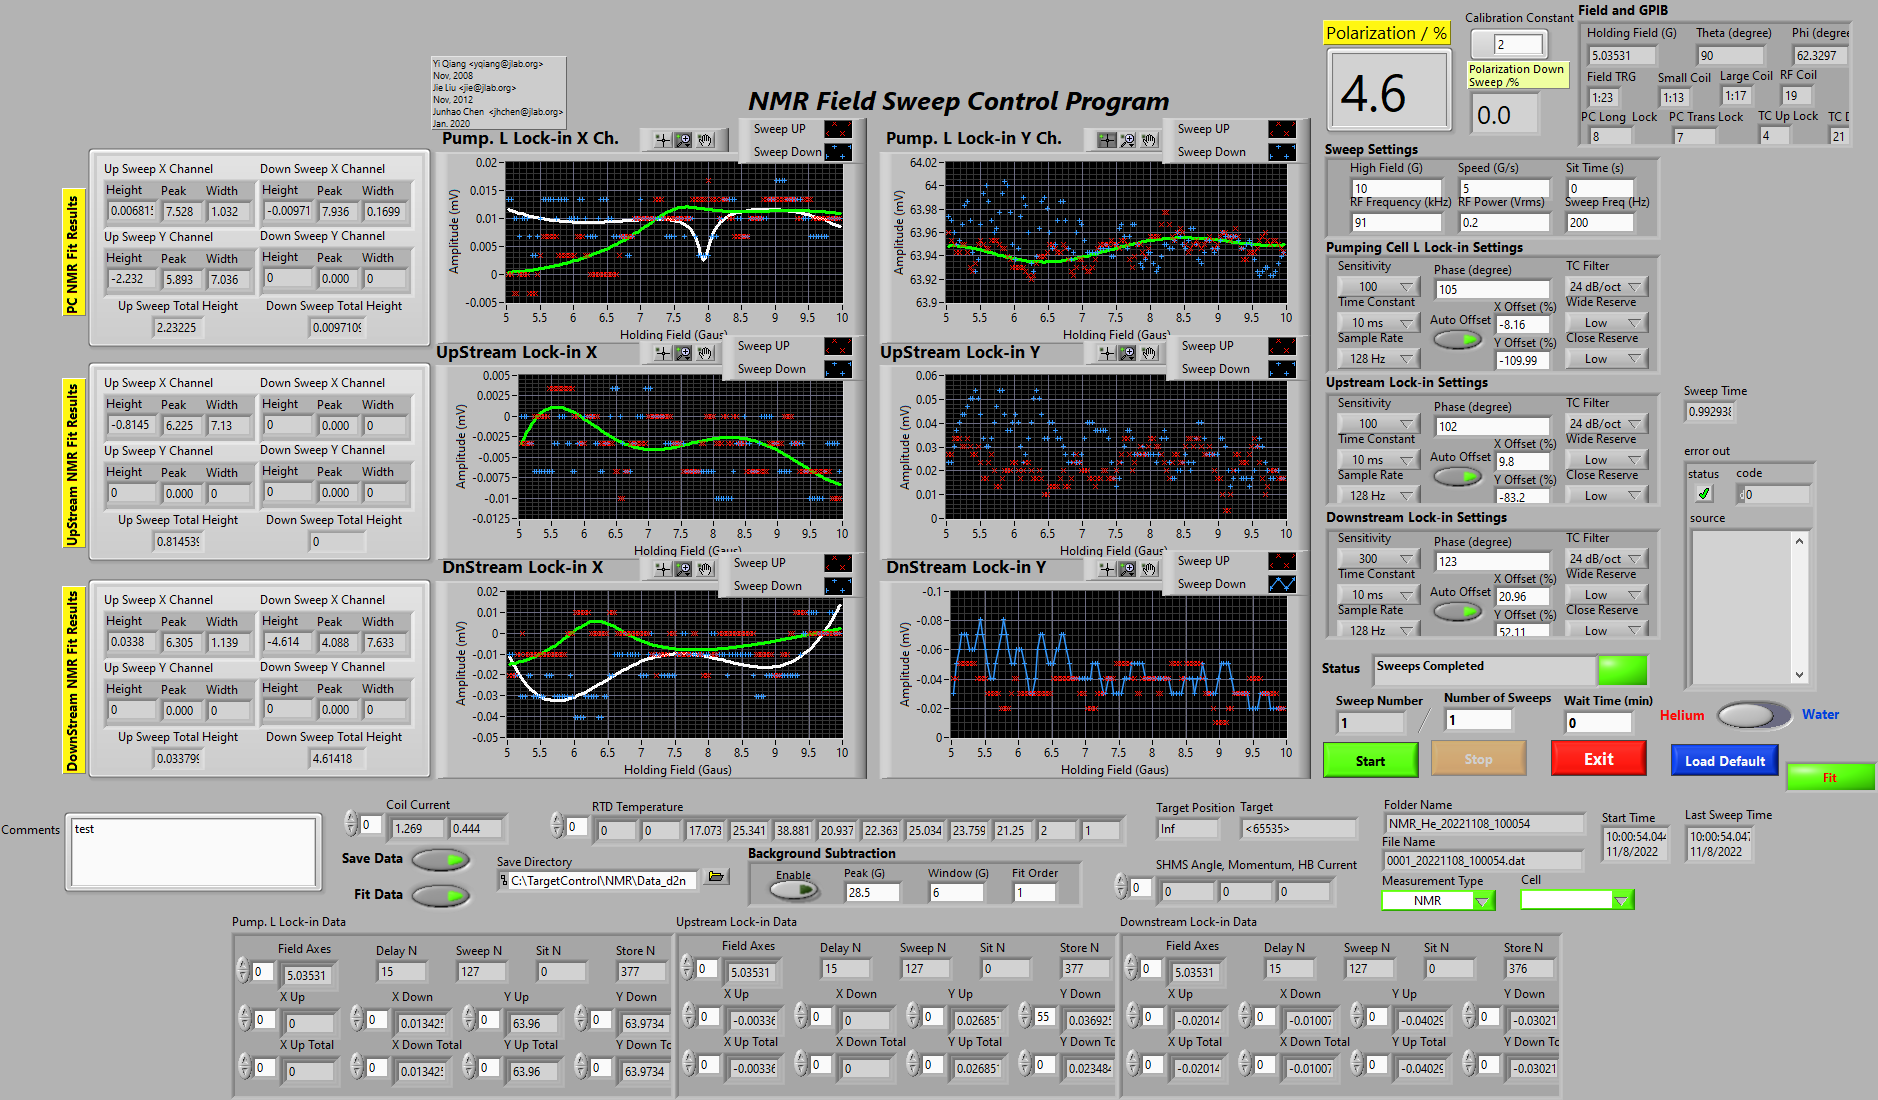 Yi Qiang <yqiang@jlab.org>
Nov, 2008
Jie Liu <jie@jlab.org>
Nov, 2012
Junhao Chen <jhchen@jlab.org>
Jan. 2020
NMR Field Sweep Control Program
Polarization / %
4.6
Calibration Constant
2
Polarization Down
Sweep /%
0.0
Field and GPIB
Holding Field (G) Theta (degree) Phi (degree
5.03531 90 62.3297
Field TRG Small Coil Large Coil RF Coil
1:23 1:13 1:17 19
PC Long Lock PC Trans Lock TC Up Lock TC
8 7 4 21
PC NMR Fit Results
Up Sweep X Channel Down Sweep X Channel
Height Peak Width Height Peak Width
0.00681 7.528 1.032 -0.00971 7.936 0.1699
Up Sweep Y Channel Down Sweep Y Channel
Height Peak Width Height Peak Width
-2.232 5.893 7.036 0 0.000 0
Up Sweep Total Height Down Sweep Total Height
2.23225 0.009710
UpStream NMR Fit Results
Up Sweep X Channel Down Sweep X Channel
Height Peak Width Height Peak Width
-0.8145 6.225 7.13 0 0.000 0
Up Sweep Y Channel Down Sweep Y Channel
Height Peak Width Height Peak Width
0 0.000 0 0 0.000 0
Up Sweep Total Height Down Sweep Total Height
0.814539 0
DownStream NMR Fit Results
Up Sweep X Channel Down Sweep X Channel
Height Peak Width Height Peak Width
0.0338 6.305 1.139 -4.614 4.088 7.633
Up Sweep Y Channel Down Sweep Y Channel
Height Peak Width Height Peak Width
0 0.000 0 0 0.000 0
Up Sweep Total Height Down Sweep Total Height
0.033799 4.61418
Pump. L Lock-in X Ch.
Sweep UP
Sweep Down
Amplitude (mV)
0.02
0.015
0.01
0.005
0
-0.005
5 5.5 6 6.5 7 7.5 8 8.5 9 9.5 10
Holding Field (Gaus)
Pump. L Lock-in Y Ch.
Sweep UP
Sweep Down
Amplitude (mV)
64.02
64
63.98
63.96
63.94
63.92
63.9
5 5.5 6 6.5 7 7.5 8 8.5 9 9.5 10
Holding Field (Gaus)
UpStream Lock-in X
Sweep UP
Sweep Down
Amplitude (mV)
0.005
0.0025
0
-0.0025
-0.005
-0.0075
-0.01
-0.0125
5 5.5 6 6.5 7 7.5 8 8.5 9 9.5 10
Holding Field (Gaus)
UpStream Lock-in Y
Sweep UP
Sweep Down
Amplitude (mV)
0.06
0.05
0.04
0.03
0.02
0.01
0
5 5.5 6 6.5 7 7.5 8 8.5 9 9.5 10
Holding Field (Gaus)
DnStream Lock-in X
Sweep UP
Sweep Down
Amplitude (mV)
0.02
0.01
0
-0.01
-0.02
-0.03
-0.04
-0.05
5 5.5 6 6.5 7 7.5 8 8.5 9 9.5 10
Holding Field (Gaus)
DnStream Lock-in Y
Sweep UP
Sweep Down
Amplitude (mV)
-0.1
-0.08
-0.06
-0.04
-0.02
0
5 5.5 6 6.5 7 7.5 8 8.5 9 9.5 10
Holding Field (Gaus)
Sweep Settings
High Field (G) Speed (G/s) Sit Time (s)
10 5 0
RF Frequency (kHz) RF Power (Vrms) Sweep Freq (Hz)
91 0.2 200
Pumping Cell L Lock-in Settings
Sensitivity Phase (degree) TC Filter
100 105 24 dB/oct
Time Constant X Offset (%) Wide Reserve
10 ms Auto Offset -8.16 Low
Sample Rate Y Offset (%) Close Reserve
128 Hz -109.99 Low
Upstream Lock-in Settings
Sensitivity Phase (degree) TC Filter
100 102 24 dB/oct
Time Constant X Offset (%) Wide Reserve
10 ms Auto Offset 9.8 Low
Sample Rate Y Offset (%) Close Reserve
128 Hz -83.2 Low
Downstream Lock-in Settings
Sensitivity Phase (degree) TC Filter
300 123 24 dB/oct
Time Constant X Offset (%) Wide Reserve
10 ms Auto Offset 20.96 Low
Sample Rate Y Offset (%) Close Reserve
128 Hz 52.11 Low
Sweep Time
0.992938
error out
status code
0
source
Status Sweeps Completed
Sweep Number Number of Sweeps Wait Time (min)
1 / 1 0
Helium Water
Start Stop Exit Load Default Fit
Comments test
Coil Current
0 1.269 0.444
RTD Temperature
0 0 0 17.073 25.341 38.881 20.937 22.363 25.034 23.759 21.25 2 1
Save Data
Fit Data
Save Directory
C:\TargetControl\NMR\Data_d2n
Background Subtraction
Enable Peak (G) Window (G) Fit Order
28.5 6 1
Target Position Target
Inf <65535>
SHMS Angle, Momentum, HB Current
0 0 0 0
Folder Name
NMR_He_20221108_100054
File Name
0001_20221108_100054.dat
Measurement Type Cell
NMR
Start Time
10:00:54.044
11/8/2022
Last Sweep Time
10:00:54.047
11/8/2022
Pump. L Lock-in Data
Field Axes Delay N Sweep N Sit N Store N
0 5.03531 15 127 0 377
X Up X Down Y Up Y Down
0 0 0 0.01342 0 63.96 0 63.9734
X Up Total X Down Total Y Up Total Y Down To
0 0 0 0.01342 0 63.96 0 63.9734
Upstream Lock-in Data
Field Axes Delay N Sweep N Sit N Store N
0 5.03531 15 127 0 377
X Up X Down Y Up Y Down
0 -0.00336 0 0 0 0.02685 55 0.03692
X Up Total X Down Total Y Up Total Y Down To
0 -0.00336 0 0 0 0.02685 0 0.023484
Downstream Lock-in Data
Field Axes Delay N Sweep N Sit N Store N
0 5.03531 15 127 0 376
X Up X Down Y Up Y Down
0 -0.02014 0 -0.01007 0 -0.04029 0 -0.03021
X Up Total X Down Total Y Up Total Y Down To
0 -0.02014 0 -0.01007 0 -0.04029 0 -0.03021